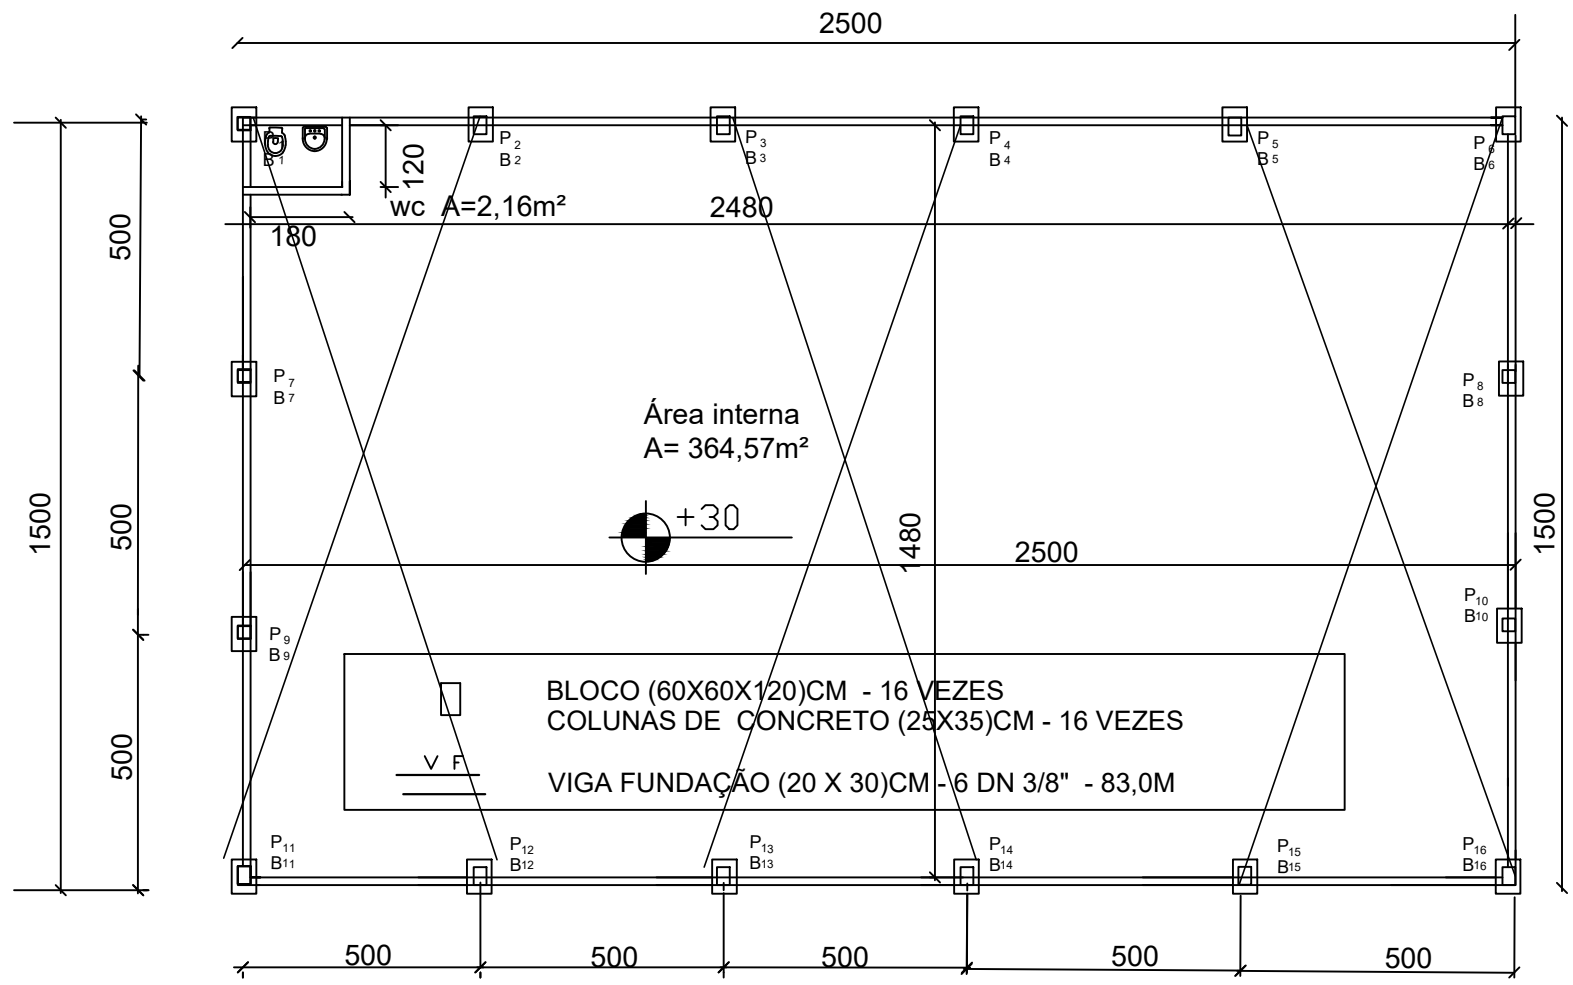 2500
P2
B2
P3
B3
P4
B4
P5
B5
P6
B6
B1
120
wc A=2,16m²
2480
180
500
P7
B7
P8
B8
Área interna
A= 364,57m²
+30
1500
500
1480
2500
1500
P9
B9
P10
B10
BLOCO (60X60X120)CM - 16 VEZES
COLUNAS DE CONCRETO (25X35)CM - 16 VEZES
V F
VIGA FUNDAÇÃO (20 X 30)CM - 6 DN 3/8" - 83,0M
500
P11
B11
P12
B12
P13
B13
P14
B14
P15
B15
P16
B16
500
500
500
500
500